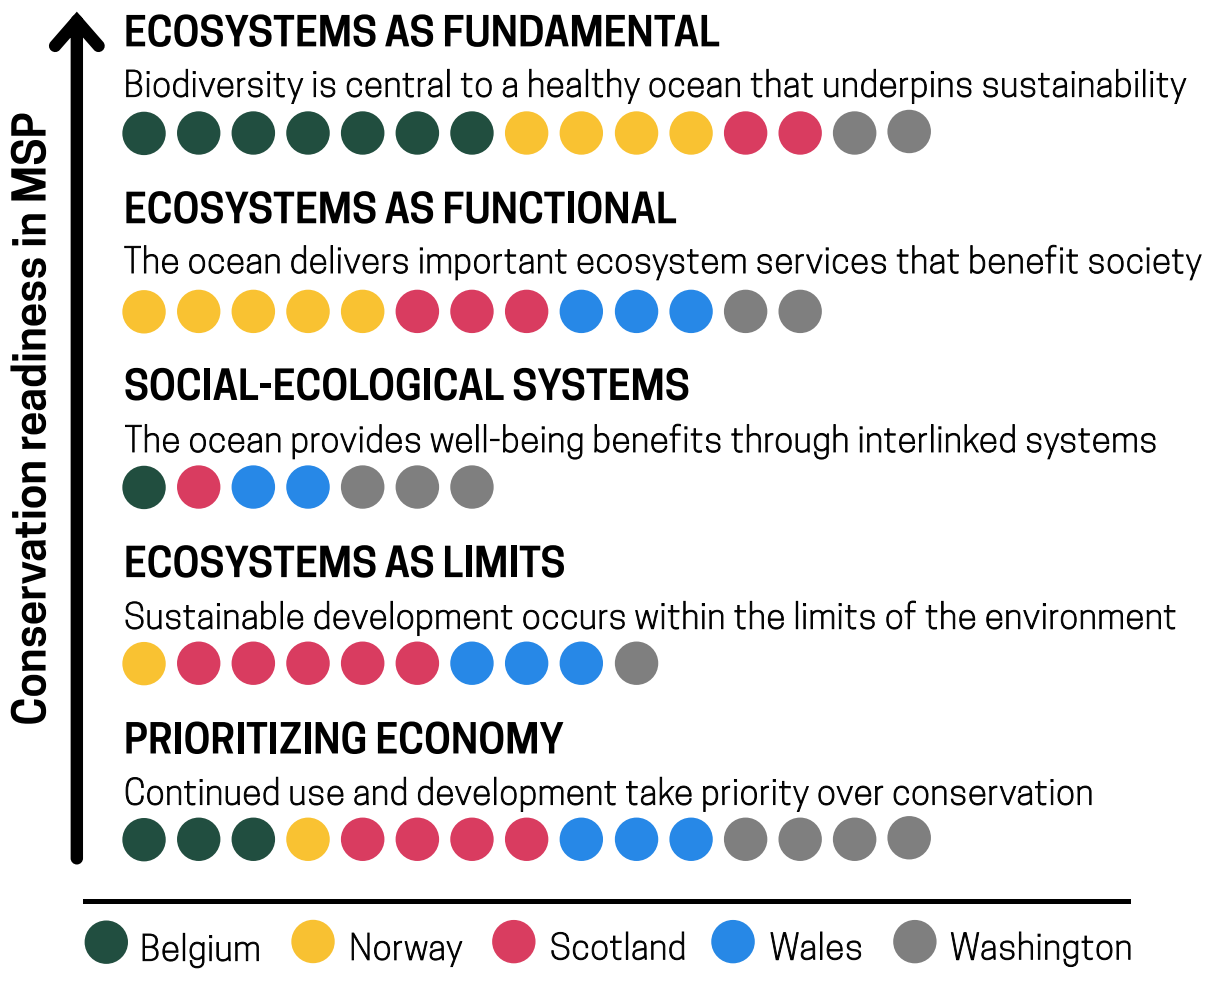 Conservation readiness in MSP
ECOSYSTEMS AS FUNDAMENTAL
Biodiversity is central to a healthy ocean that underpins sustainability
ECOSYSTEMS AS FUNCTIONAL
The ocean delivers important ecosystem services that benefit society
SOCIAL-ECOLOGICAL SYSTEMS
The ocean provides well-being benefits through interlinked systems
ECOSYSTEMS AS LIMITS
Sustainable development occurs within the limits of the environment
PRIORITIZING ECONOMY
Continued use and development take priority over conservation
Belgium Norway Scotland Wales Washington